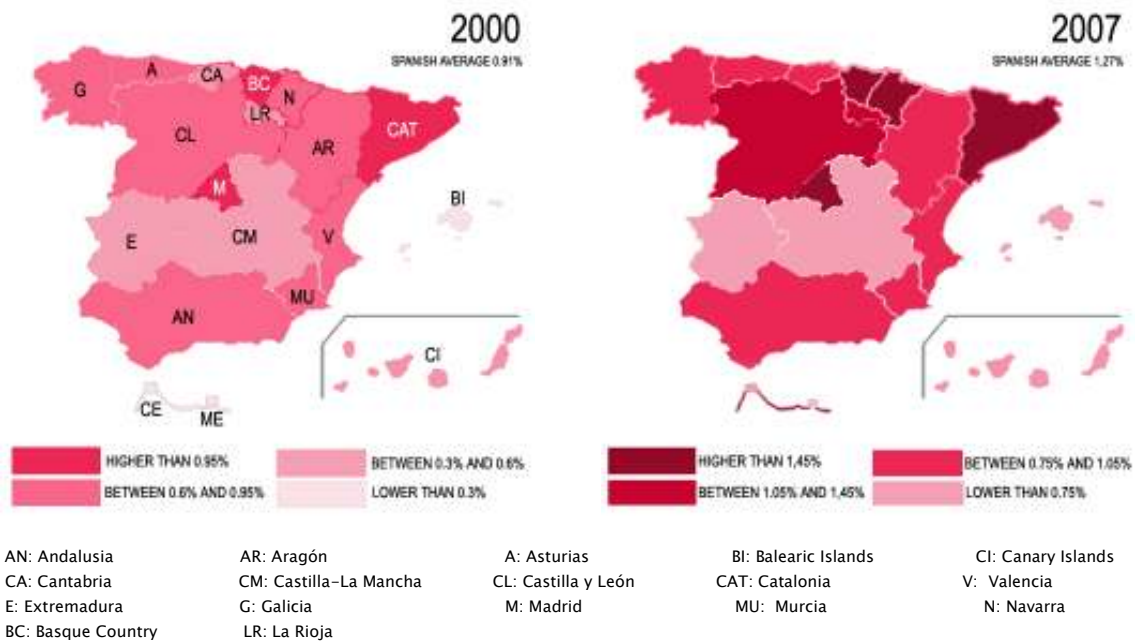 2000
SPANISH AVERAGE 0.91%
G
A
CA
BC
N
LR
CL
AR
CAT
M
BI
E
CM
V
MU
AN
CI
CE
ME
HIGHER THAN 0.95%
BETWEEN 0.3% AND 0.6%
BETWEEN 0.6% AND 0.95%
LOWER THAN 0.3%
2007
SPANISH AVERAGE 1,27%
HIGHER THAN 1,45%
BETWEEN 0.75% AND 1.05%
BETWEEN 1.05% AND 1,45%
LOWER THAN 0.75%
AN: Andalusia AR: Aragón A: Asturias BI: Balearic Islands CI: Canary Islands
CA: Cantabria CM: Castilla-La Mancha CL: Castilla y León CAT: Catalonia V: Valencia
E: Extremadura G: Galicia M: Madrid MU: Murcia N: Navarra
BC: Basque Country LR: La Rioja